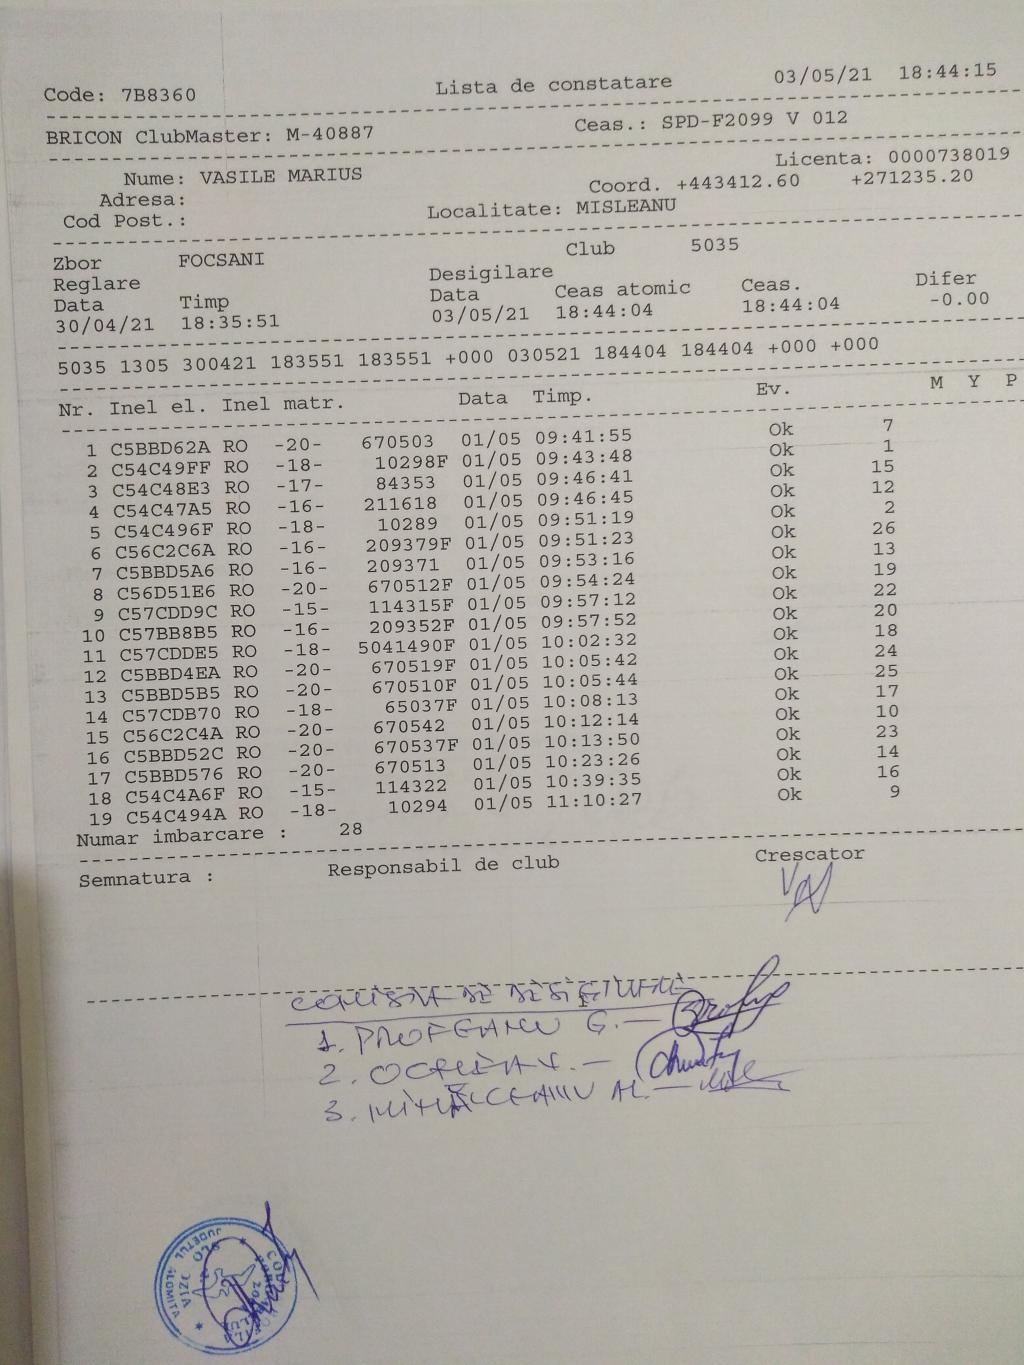 Code: 7B8360 Lista de constatare 03/05/21 18:44:15
BRICON ClubMaster: M-40887 Ceas.: SPD-F2099 V 012
Licenta: 0000738019
Nume: VASILE MARIUS Coord. +443412.60 +271235.20
Adresa:
Cod Post.: Localitate: MISLEANU
Zbor FOCSANI Club 5035
Reglare Desigilare
Data Timp Data Ceas atomic Ceas. Difer
30/04/21 18:35:51 03/05/21 18:44:04 18:44:04 -0.00
5035 1305 300421 183551 183551 +000 030521 184404 184404 +000 +000
Nr. Inel el. Inel matr. Data Timp. Ev. M Y P
1 C5BBD62A RO -20- 670503 01/05 09:41:55 Ok 7
2 C54C49FF RO -18- 10298F 01/05 09:43:48 Ok 1
3 C54C48E3 RO -17- 84353 01/05 09:46:41 Ok 15
4 C54C47A5 RO -16- 211618 01/05 09:46:45 Ok 12
5 C54C496F RO -18- 10289 01/05 09:51:19 Ok 2
6 C56C2C6A RO -16- 209379F 01/05 09:51:23 Ok 26
7 C5BBD5A6 RO -16- 209371 01/05 09:53:16 Ok 13
8 C56D51E6 RO -20- 670512F 01/05 09:54:24 Ok 19
9 C57CDD9C RO -15- 114315F 01/05 09:57:12 Ok 22
10 C57BB8B5 RO -16- 209352F 01/05 09:57:52 Ok 20
11 C57CDDE5 RO -18- 5041490F 01/05 10:02:32 Ok 18
12 C5BBD4EA RO -20- 670519F 01/05 10:05:42 Ok 24
13 C5BBD5B5 RO -20- 670510F 01/05 10:05:44 Ok 25
14 C57CDB70 RO -18- 65037F 01/05 10:08:13 Ok 17
15 C56C2C4A RO -20- 670542 01/05 10:12:14 Ok 10
16 C5BBD52C RO -20- 670537F 01/05 10:13:50 Ok 23
17 C5BBD576 RO -20- 670513 01/05 10:23:26 Ok 14
18 C54C4A6F RO -15- 114322 01/05 10:39:35 Ok 16
19 C54C494A RO -18- 10294 01/05 11:10:27 Ok 9
Numar imbarcare : 28
Semnatura : Responsabil de club Crescator
COMISIA DE DESIGILARE
1. PROFEANU G.
2.
3.
JUDETUL IALOMITA